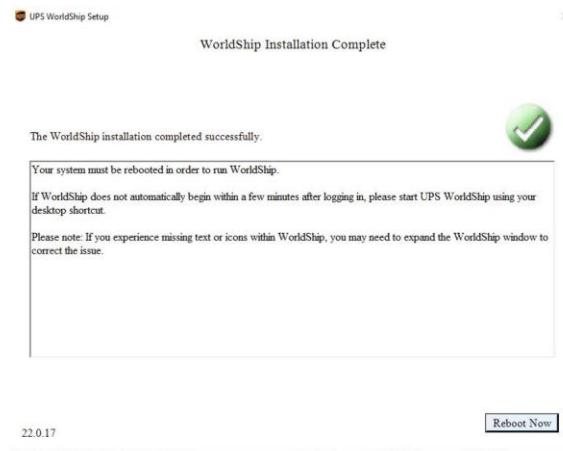 UPS WorldShip Setup
WorldShip Installation Complete
The WorldShip installation completed successfully.
Your system must be rebooted in order to run WorldShip.
If WorldShip does not automatically begin within a few minutes after logging in, please start UPS WorldShip using your
desktop shortcut.
Please note: If you experience missing text or icons within WorldShip, you may need to expand the WorldShip window to
correct the issue.
Reboot Now
22.0.17